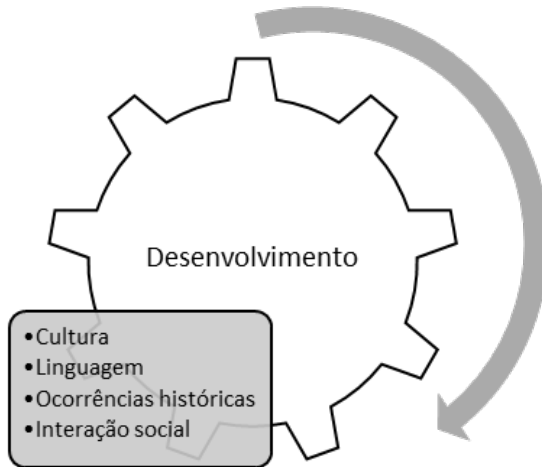 Desenvolvimento
•Cultura
•Linguagem
•Ocorrências históricas
•Interação social